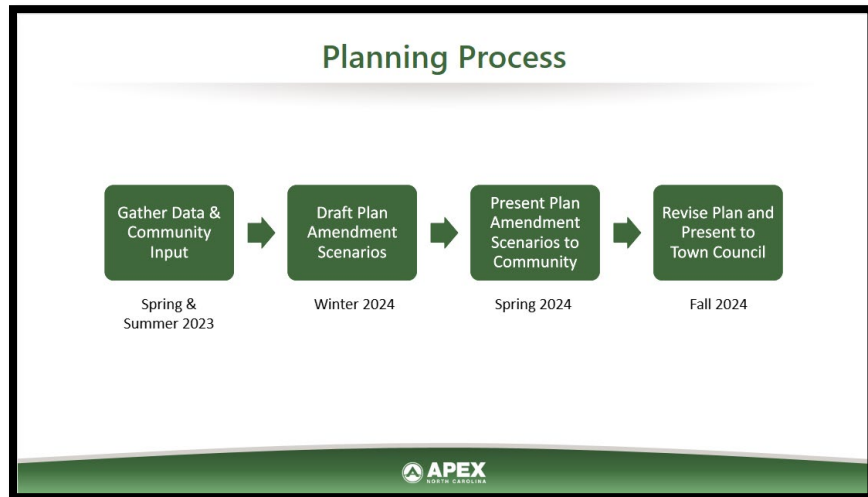 Planning Process
Gather Data &
Community
Input
Draft Plan
Amendment
Scenarios
Present Plan
Amendment
Scenarios to
Community
Revise Plan and
Present to
Town Council
Spring &
Summer 2023
Winter 2024
Spring 2024
Fall 2024
APEX
NORTH CAROLINA